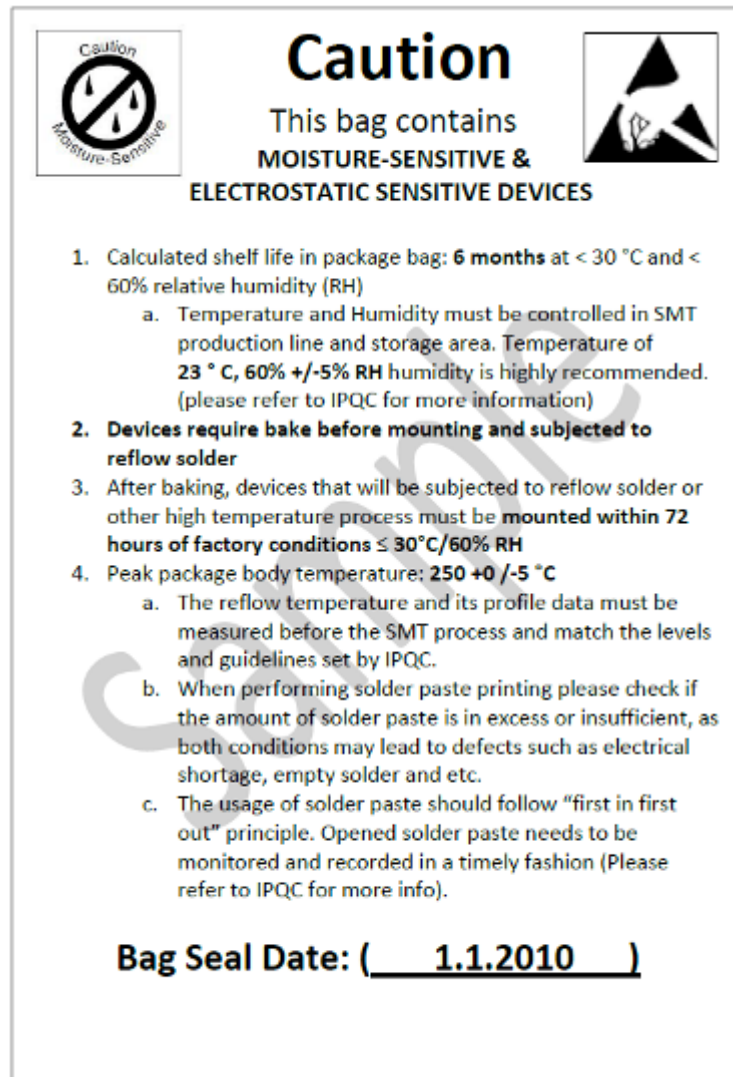 Caution
Moisture-Sensitive
Caution
This bag contains
MOISTURE-SENSITIVE &
ELECTROSTATIC SENSITIVE DEVICES
1. Calculated shelf life in package bag: 6 months at < 30 °C and <
60% relative humidity (RH)
a. Temperature and Humidity must be controlled in SMT
production line and storage area. Temperature of
23 ° C, 60% +/-5% RH humidity is highly recommended.
(please refer to IPQC for more information)
2. Devices require bake before mounting and subjected to
reflow solder
3. After baking, devices that will be subjected to reflow solder or
other high temperature process must be mounted within 72
hours of factory conditions ≤ 30°C/60% RH
4. Peak package body temperature: 250 +0 /-5 °C
a. The reflow temperature and its profile data must be
measured before the SMT process and match the levels
and guidelines set by IPQC.
b. When performing solder paste printing please check if
the amount of solder paste is in excess or insufficient, as
both conditions may lead to defects such as electrical
shortage, empty solder and etc.
c. The usage of solder paste should follow “first in first
out” principle. Opened solder paste needs to be
monitored and recorded in a timely fashion (Please
refer to IPQC for more info).
Bag Seal Date: ( 1.1.2010 )
Sample